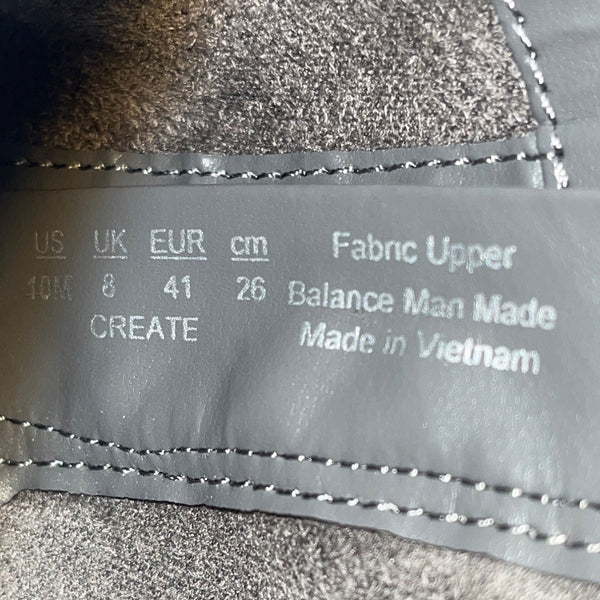 US UK EUR cm
10M 8 41 26
CREATE
Fabric Upper
Balance Man Made
Made in Vietnam